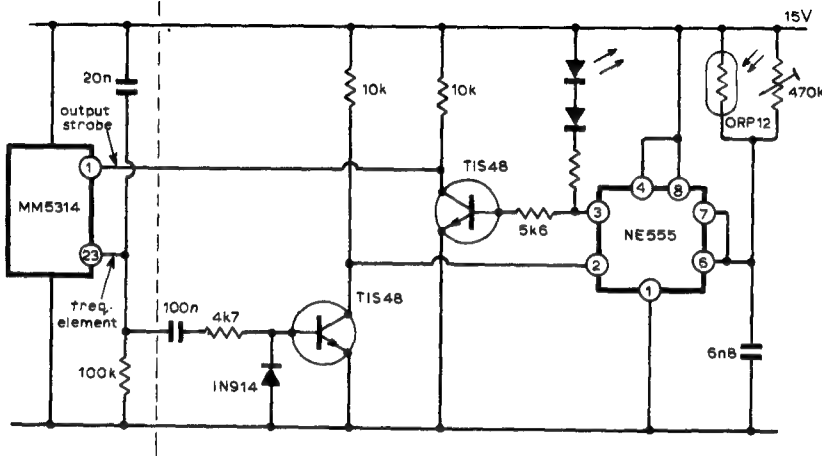 15V
20n
10k
10k
470k
output
strobe
ORP12
1
TIS48
MM5314
4
8
3
7
5k6
NE555
23
2
6
freq.
element
100n
4k7
TIS48
1
6n8
100k
IN914